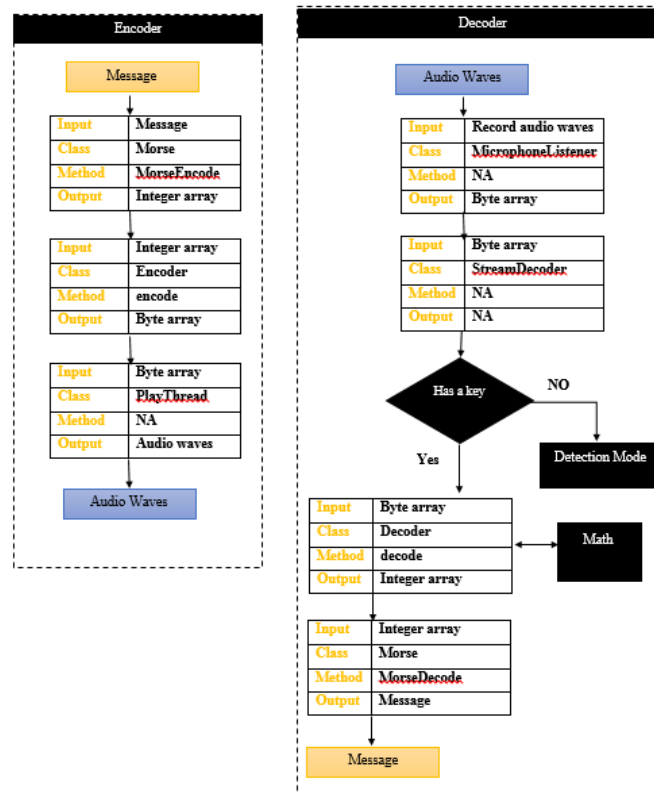 Encoder
Message
Input Message
Class Morse
Method MorseEncode
Output Integer array
Input Integer array
Class Encoder
Method encode
Output Byte array
Input Byte array
Class PlayThread
Method NA
Output Audio waves
Audio Waves
Decoder
Audio Waves
Input Record audio waves
Class MicrophoneListener
Method NA
Output Byte array
Input Byte array
Class StreamDecoder
Method NA
Output NA
Has a key
NO
Detection Mode
Yes
Input Byte array
Class Decoder
Method decode
Output Integer array
Math
Input Integer array
Class Morse
Method MorseDecode
Output Message
Message